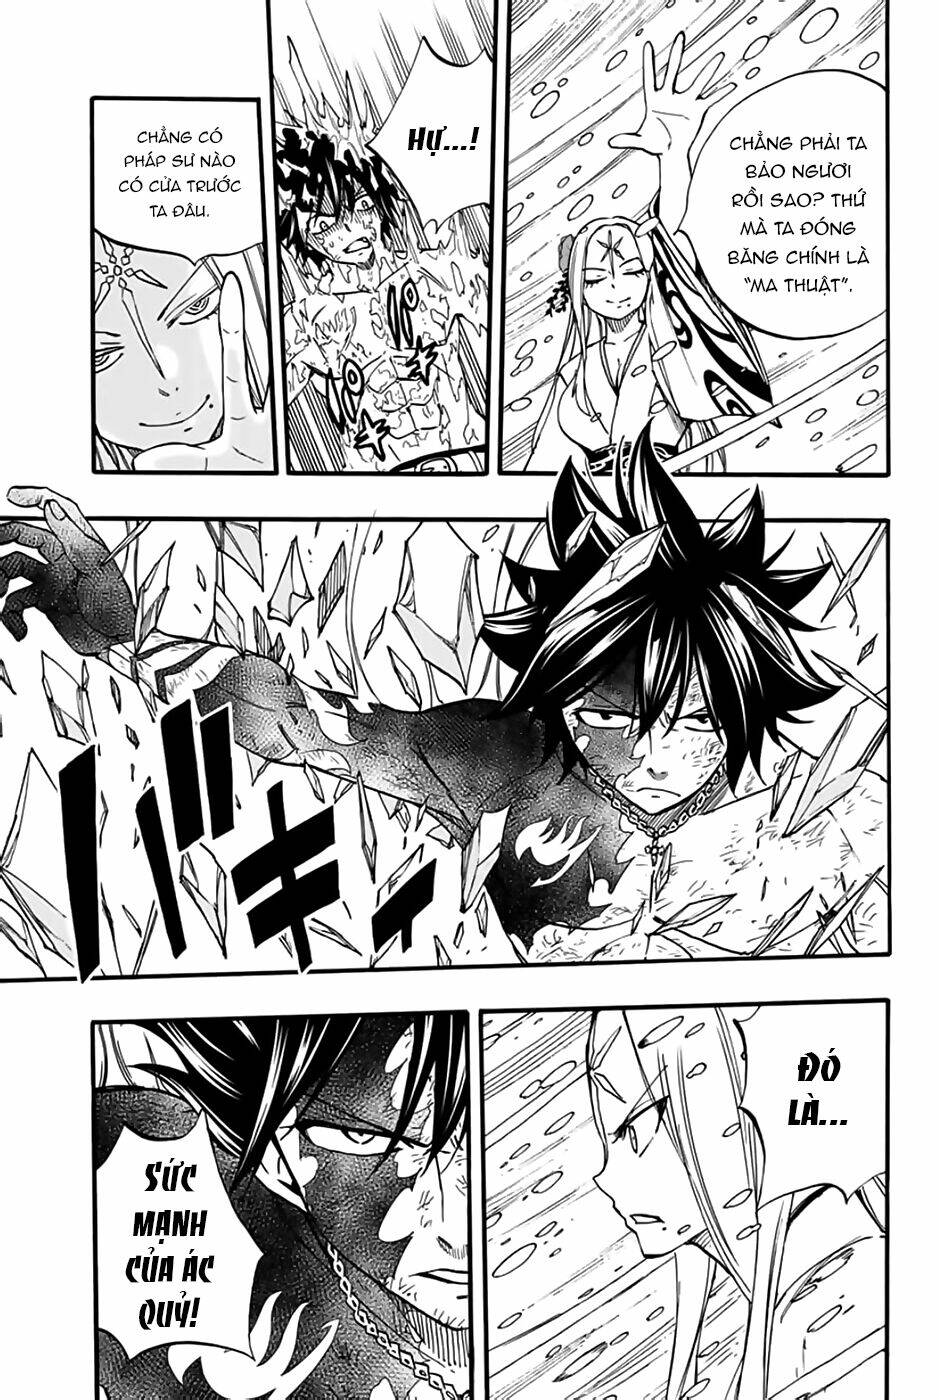 CHẲNG PHẢI TA
BẢO NGƯƠI
RỒI SAO? THỨ
MÀ TA ĐÓNG
BĂNG CHÍNH LÀ
"MA THUẬT".
HỰ...!
CHẲNG CÓ
PHÁP SƯ NÀO
CÓ CỬA TRƯỚC
TA ĐÂU.
バキ
ĐÓ
LÀ...
SỨC
MẠNH
CỦA ÁC
QUỶ!